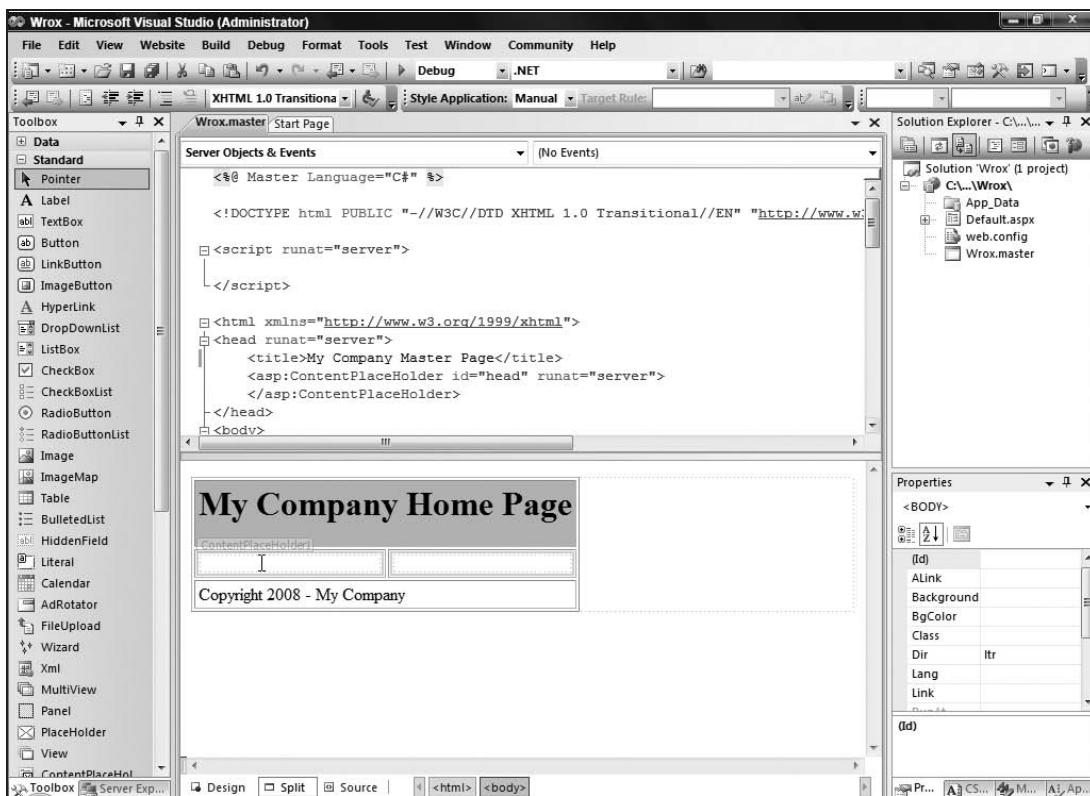 Wrox - Microsoft Visual Studio (Administrator)
File Edit View Website Build Debug Format Tools Test Window Community Help
Debug .NET
XHTML 1.0 Transitiona Style Application: Manual Target Rule:
Toolbox
Data
Standard
Pointer
A Label
abl TextBox
ab Button
ab LinkButton
ImageButton
A HyperLink
DropDownList
ListBox
CheckBox
CheckBoxList
RadioButton
RadioButtonList
Image
ImageMap
Table
BulletedList
abl HiddenField
Literal
Calendar
AdRotator
FileUpload
Wizard
Xml
MultiView
Panel
PlaceHolder
View
ContentPlaceHol
Toolbox Server Exp...
Wrox.master Start Page
Server Objects & Events (No Events)
<%@ Master Language="C#" %>
<!DOCTYPE html PUBLIC "-//W3C//DTD XHTML 1.0 Transitional//EN" "http://www.w
<script runat="server">
</script>
<html xmlns="http://www.w3.org/1999/xhtml">
<head runat="server">
<title>My Company Master Page</title>
<asp:ContentPlaceHolder id="head" runat="server">
</asp:ContentPlaceHolder>
</head>
<body>
My Company Home Page
ContentPlaceHolder1
Copyright 2008 - My Company
Design Split Source <html> <body>
Solution Explorer - C:\...\...
Solution 'Wrox' (1 project)
C:\...\Wrox\
App_Data
Default.aspx
web.config
Wrox.master
Properties
<BODY>
(Id)
ALink
Background
BgColor
Class
Dir ltr
Lang
Link
(Id)
Pr... CS... M... Ap...